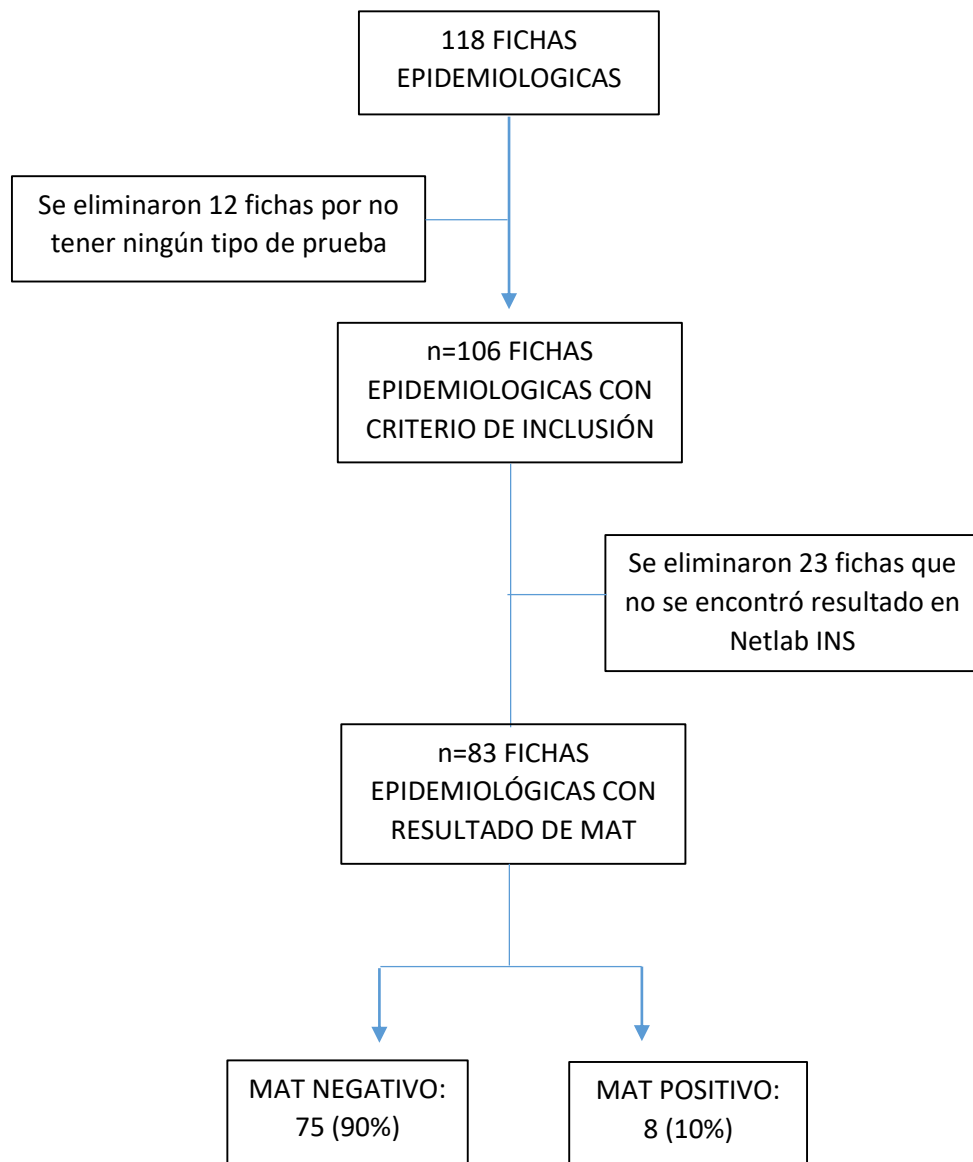 118 FICHAS
EPIDEMIOLOGICAS
Se eliminaron 12 fichas por no
tener ningún tipo de prueba
n=106 FICHAS
EPIDEMIOLOGICAS CON
CRITERIO DE INCLUSIÓN
Se eliminaron 23 fichas que
no se encontró resultado en
Netlab INS
n=83 FICHAS
EPIDEMIOLÓGICAS CON
RESULTADO DE MAT
MAT NEGATIVO:
75 (90%)
MAT POSITIVO:
8 (10%)